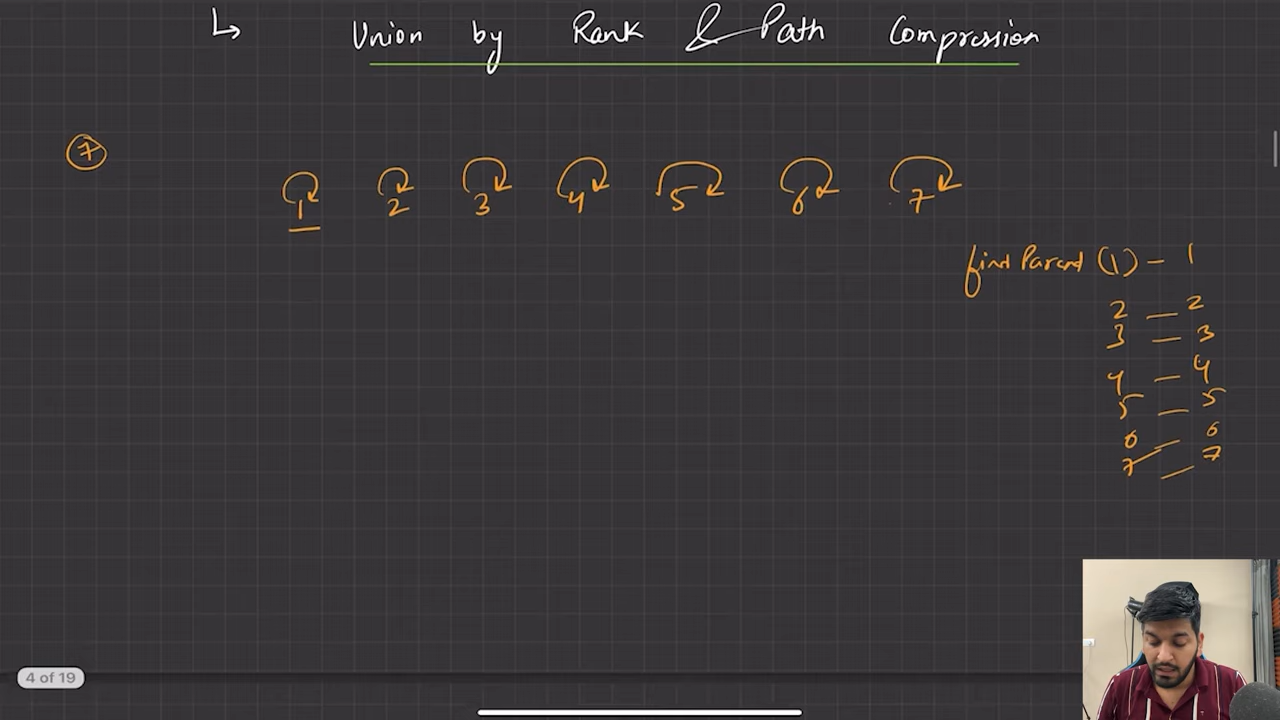 Union by Rank & Path Compression
7
1 2 3 4 5 6 7
find Parent (1) - 1
2 — 2
3 — 3
4 — 4
5 — 5
6 — 6
7 — 7
4 of 19